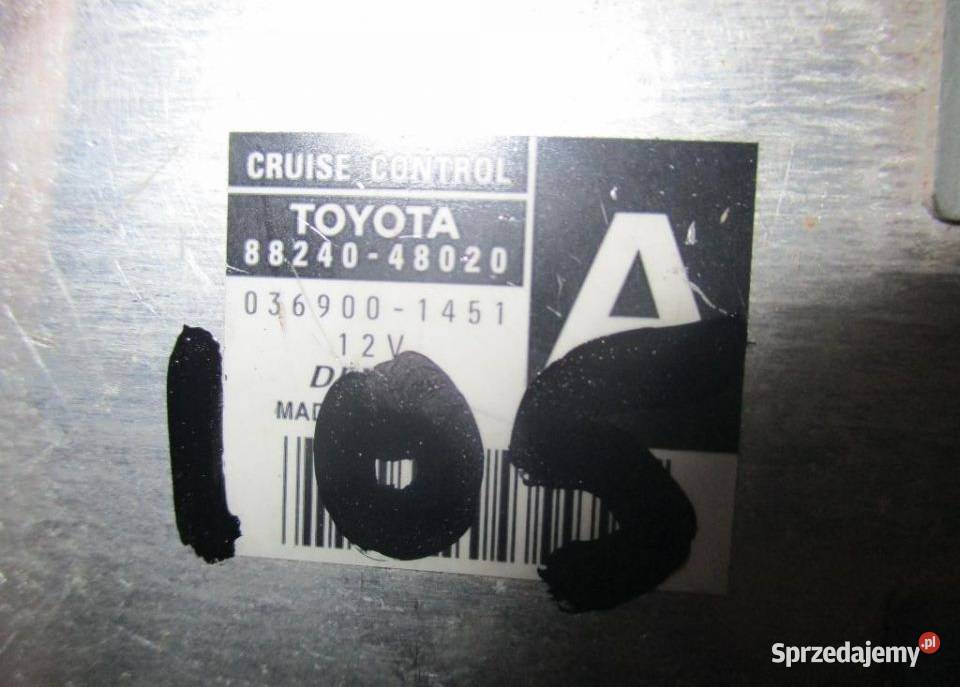 CRUISE CONTROL
TOYOTA
88240-48020
A
036900-1451
12V
105
Sprzedajemy.pl